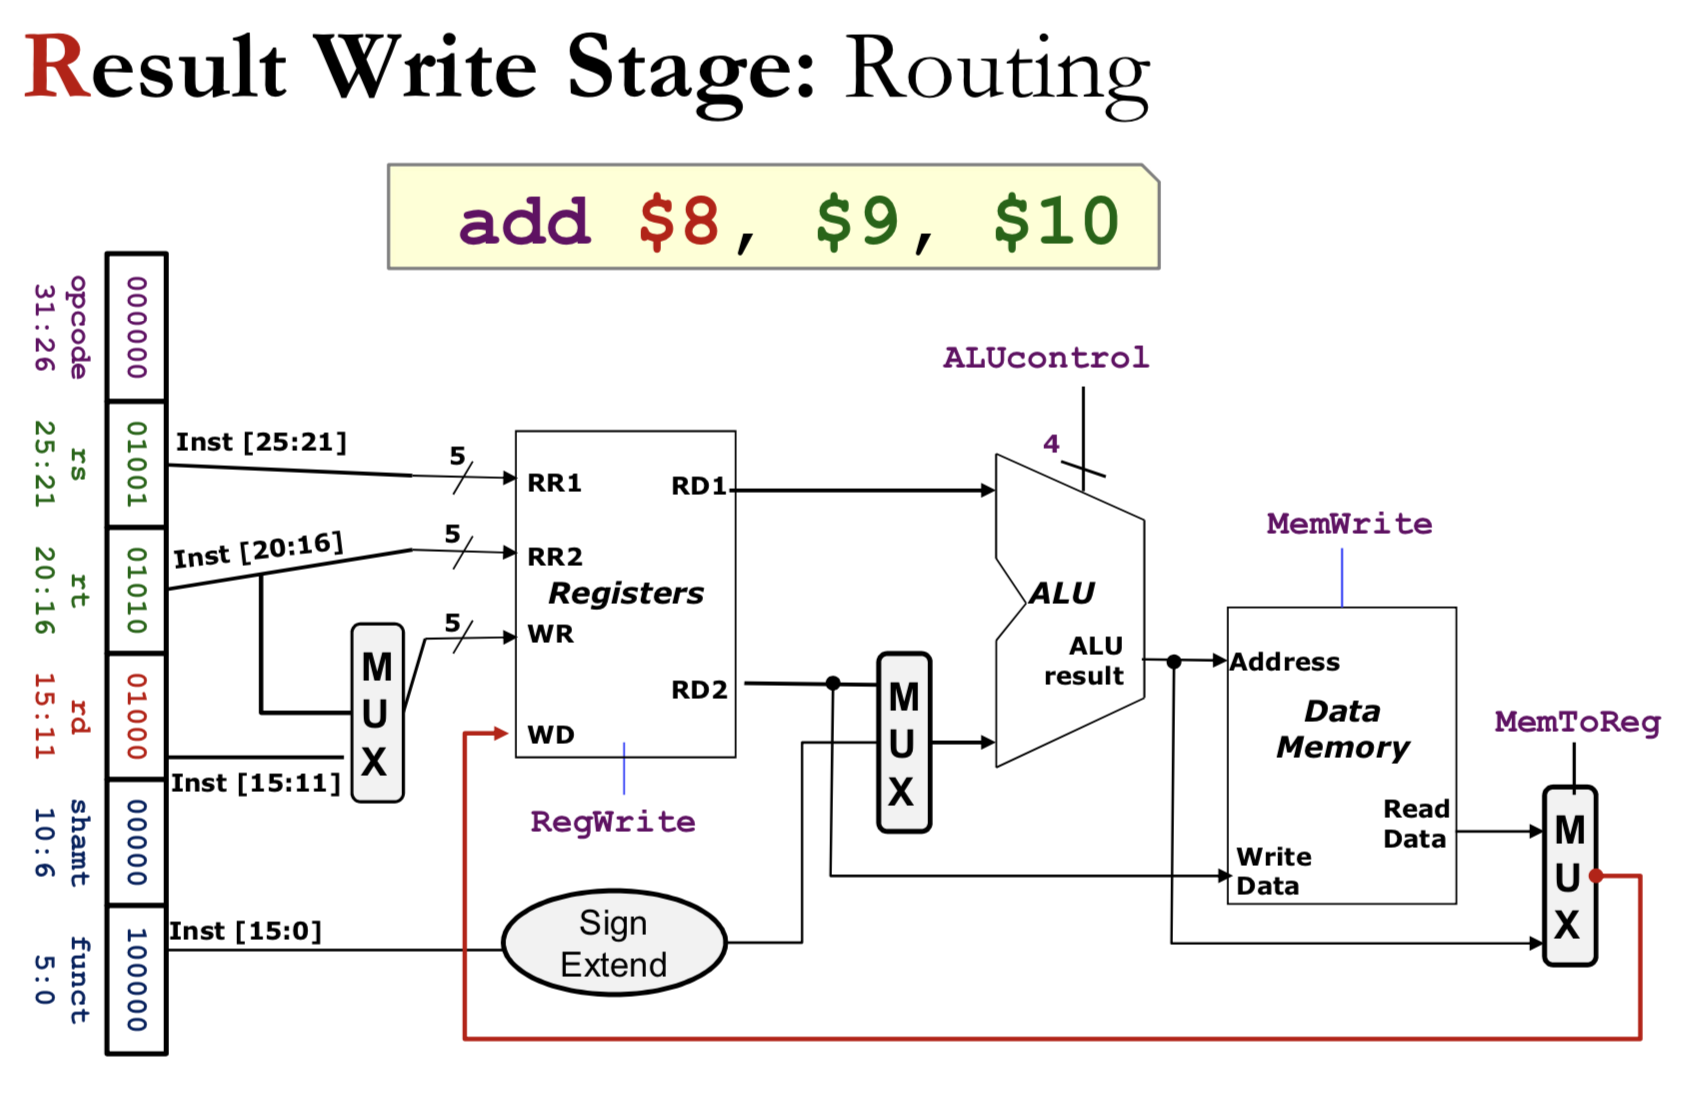 Result Write Stage: Routing
add $8, $9, $10
opcode
31:26
000000
rs
25:21
01001
rt
20:16
01010
rd
15:11
01000
shamt
10:6
00000
funct
5:0
100000
Inst [25:21]
5
Inst [20:16]
5
5
Inst [15:11]
Inst [15:0]
MUX
RR1
RR2
WR
WD
RD1
RD2
Registers
RegWrite
Sign
Extend
MUX
ALUcontrol
4
ALU
ALU
result
MemWrite
Address
Data
Memory
Read
Data
Write
Data
MemToReg
MUX